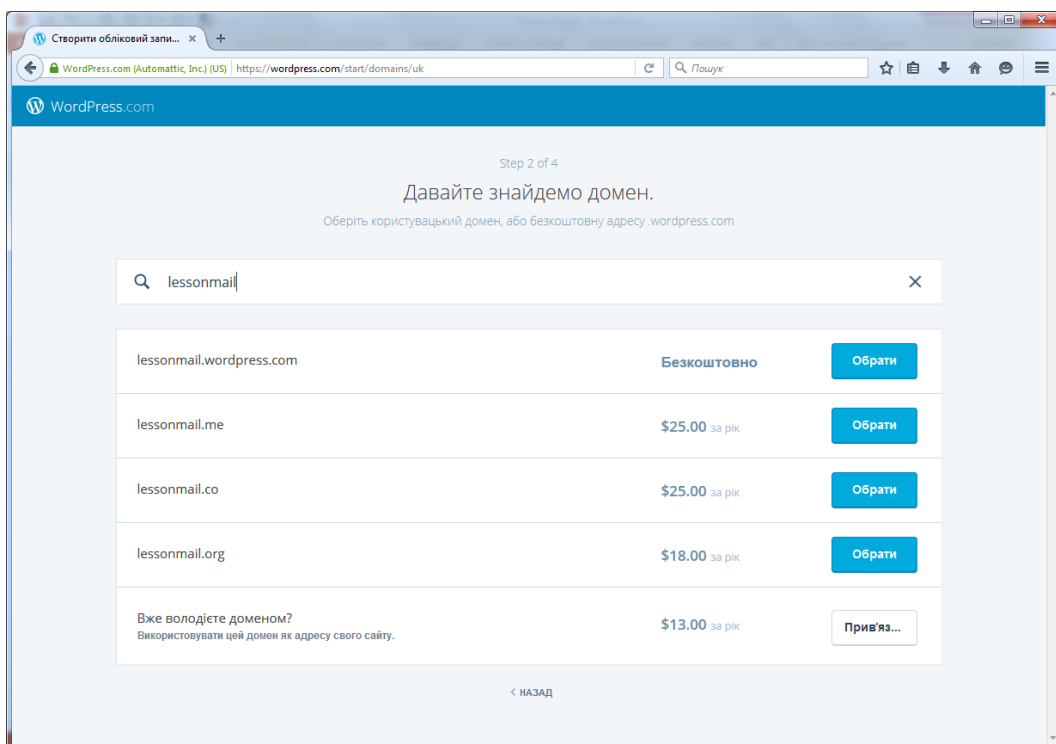 Створити обліковий запи...
WordPress.com (Automattic, Inc.) (US) https://wordpress.com/start/domains/uk
Пошук
WordPress.com
Step 2 of 4
Давайте знайдемо домен.
Оберіть користувацький домен, або безкоштовну адресу .wordpress.com
lessonmail
lessonmail.wordpress.com Безкоштовно Обрати
lessonmail.me $25.00 за рік Обрати
lessonmail.co $25.00 за рік Обрати
lessonmail.org $18.00 за рік Обрати
Вже володієте доменом?
Використовувати цей домен як адресу свого сайту.
$13.00 за рік Прив'яз...
< НАЗАД